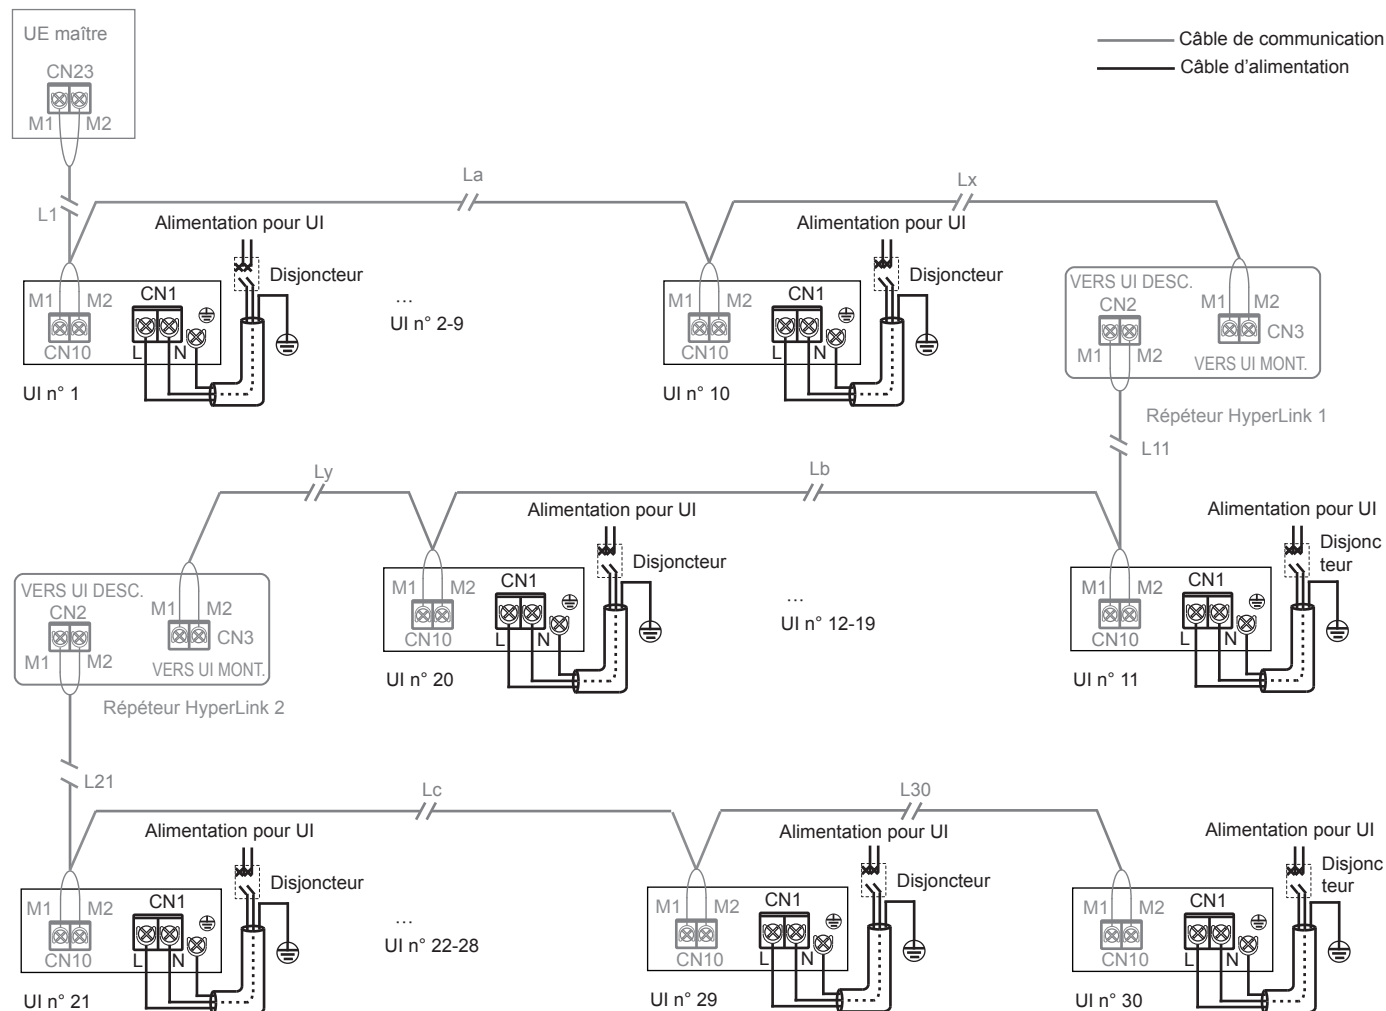 UE maître
CN23
M1 M2
Câble de communication
Câble d'alimentation
L1
La
Lx
Alimentation pour UI
Disjoncteur
M1 M2
CN1
CN10
L N
UI n° 1
...
UI n° 2-9
Alimentation pour UI
Disjoncteur
M1 M2
CN1
CN10
L N
UI n° 10
VERS UI DESC.
CN2
M1 M2
M1 M2
CN3
VERS UI MONT.
Répéteur HyperLink 1
L11
Ly
Lb
VERS UI DESC.
CN2
M1 M2
M1 M2
CN3
VERS UI MONT.
Répéteur HyperLink 2
Alimentation pour UI
Disjoncteur
M1 M2
CN1
CN10
L N
UI n° 20
...
UI n° 12-19
Alimentation pour UI
Disjonc
teur
M1 M2
CN1
CN10
L N
UI n° 11
L21
Lc
L30
Alimentation pour UI
Disjoncteur
M1 M2
CN1
CN10
L N
UI n° 21
...
UI n° 22-28
Alimentation pour UI
Disjoncteur
M1 M2
CN1
CN10
L N
UI n° 29
Alimentation pour UI
Disjonc
teur
M1 M2
CN1
CN10
L N
UI n° 30